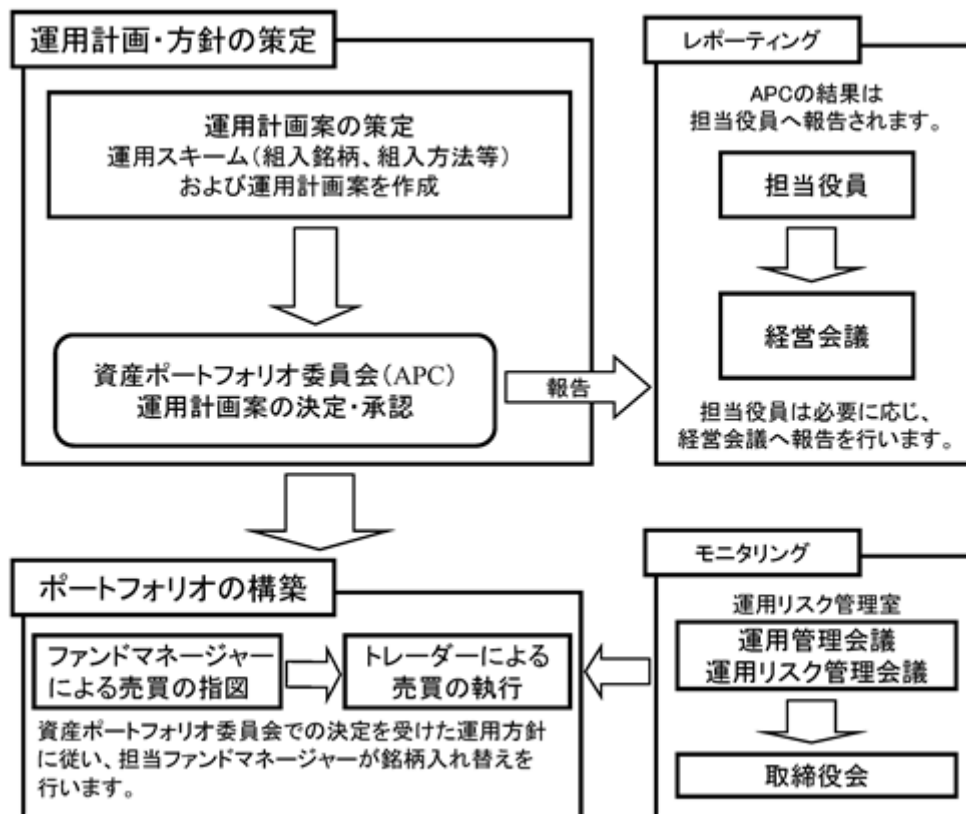 運用計画・方針の策定
運用計画案の策定
運用スキーム(組入銘柄、組入方法等)
および運用計画案を作成
資産ポートフォリオ委員会(APC)
運用計画案の決定・承認
報告
レポーティング
APCの結果は
担当役員へ報告されます。
担当役員
経営会議
担当役員は必要に応じ、
経営会議へ報告を行います。
ポートフォリオの構築
ファンドマネージャー
による売買の指図
トレーダーによる
売買の執行
資産ポートフォリオ委員会での決定を受けた運用方針
に従い、担当ファンドマネージャーが銘柄入れ替えを
行います。
モニタリング
運用リスク管理室
運用管理会議
運用リスク管理会議
取締役会